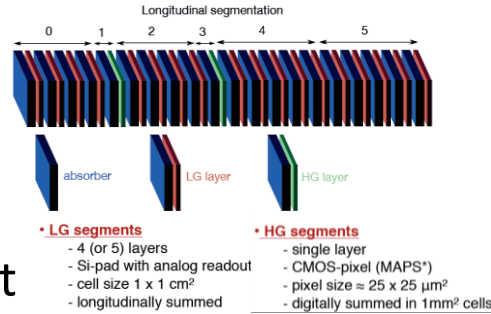 Longitudinal segmentation
0 1 2 3 4 5
absorber
LG layer
HG layer
• LG segments
- 4 (or 5) layers
- Si-pad with analog readout
- cell size 1 x 1 cm²
- longitudinally summed
• HG segments
- single layer
- CMOS-pixel (MAPS*)
- pixel size ≈ 25 x 25 μm²
- digitally summed in 1mm² cells
t